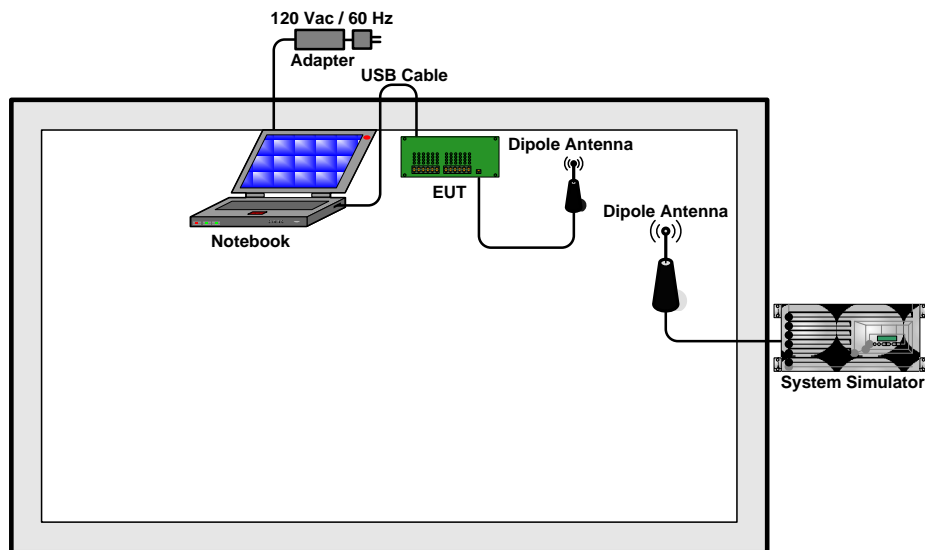 120 Vac / 60 Hz
Adapter
USB Cable
Dipole Antenna
EUT
Dipole Antenna
Notebook
System Simulator